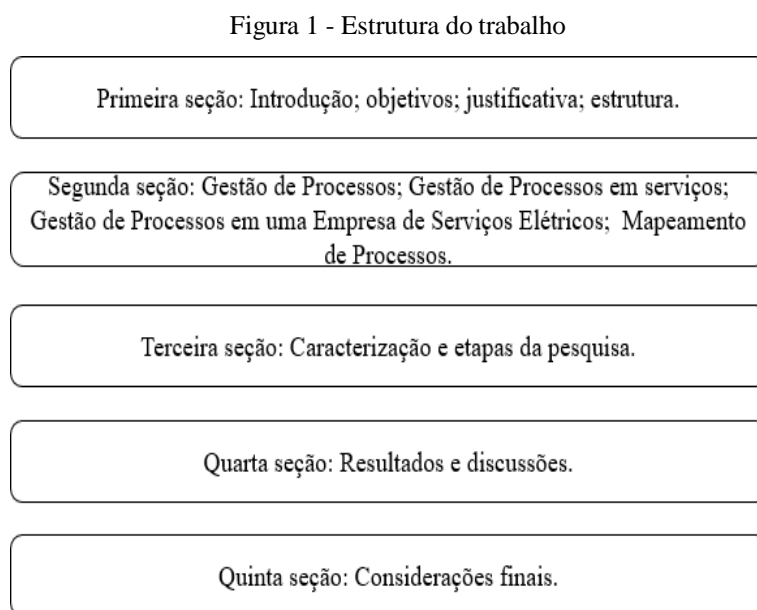 Figura 1 - Estrutura do trabalho
Primeira seção: Introdução; objetivos; justificativa; estrutura.
Segunda seção: Gestão de Processos; Gestão de Processos em serviços;
Gestão de Processos em uma Empresa de Serviços Elétricos; Mapeamento
de Processos.
Terceira seção: Caracterização e etapas da pesquisa.
Quarta seção: Resultados e discussões.
Quinta seção: Considerações finais.